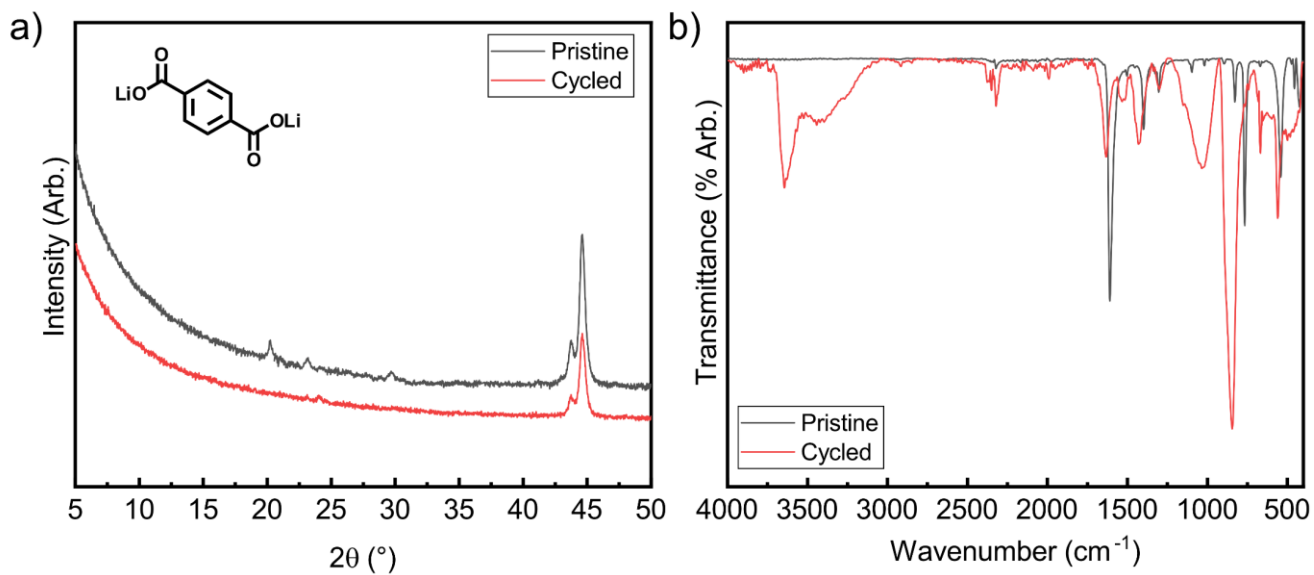 a)
O
LiO
OLi
O
Pristine
Cycled
Intensity (Arb.)
5 10 15 20 25 30 35 40 45 50
2θ (°)
b)
Transmittance (% Arb.)
Pristine
Cycled
4000 3500 3000 2500 2000 1500 1000 500
Wavenumber (cm⁻¹)